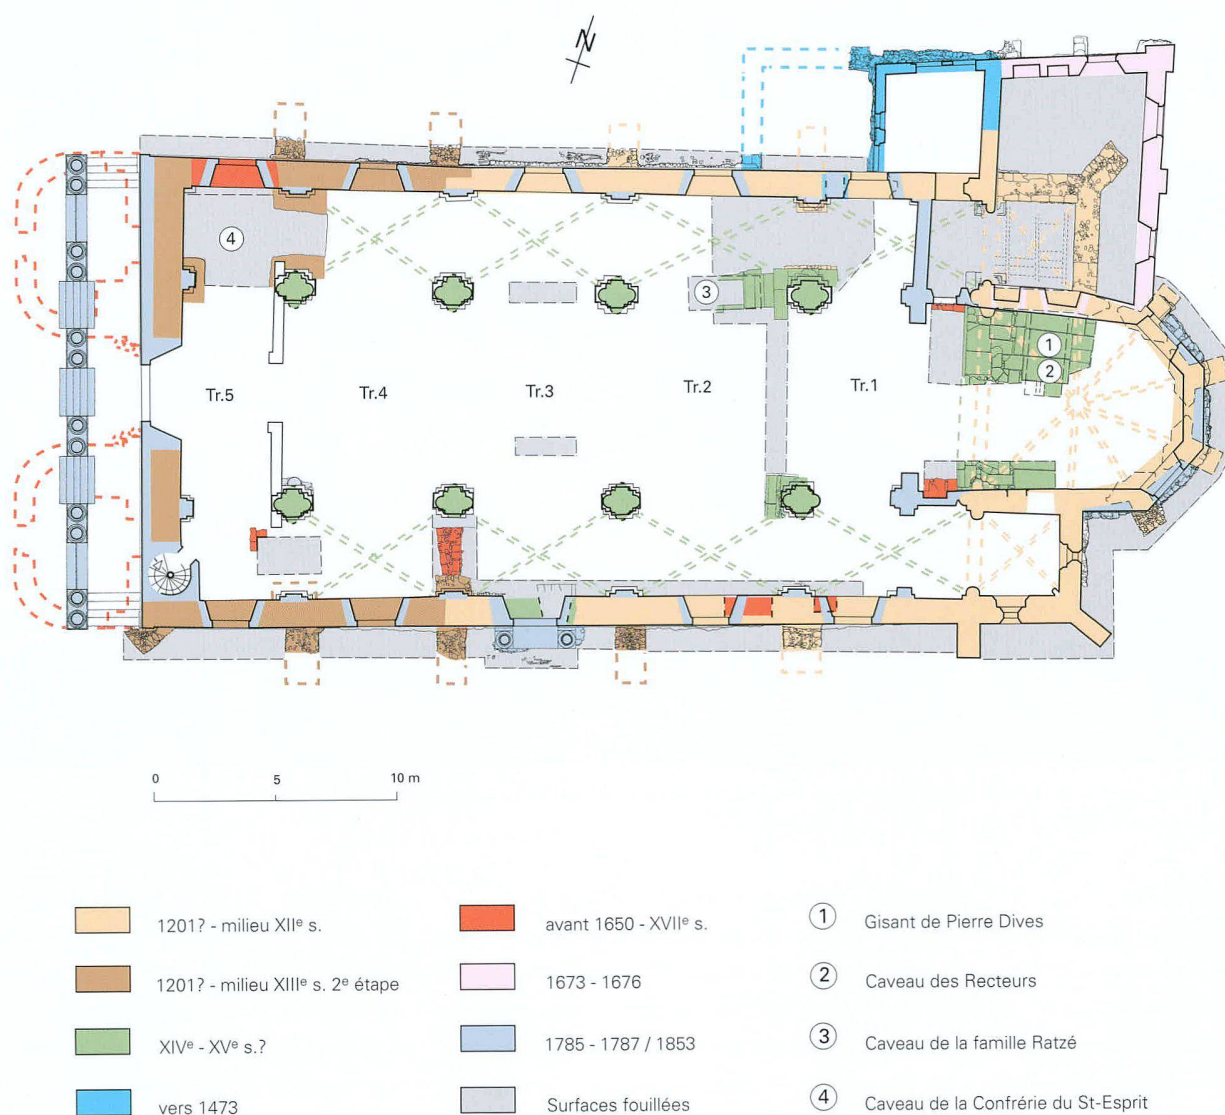 N
4
3
1
2
Tr.5
Tr.4
Tr.3
Tr.2
Tr.1
0 5 10 m
1201? - milieu XIIe s.
1201? - milieu XIIIe s. 2e étape
XIVe - XVe s.?
vers 1473
avant 1650 - XVIIe s.
1673 - 1676
1785 - 1787 / 1853
Surfaces fouillées
1 Gisant de Pierre Dives
2 Caveau des Recteurs
3 Caveau de la famille Ratzé
4 Caveau de la Confrérie du St-Esprit